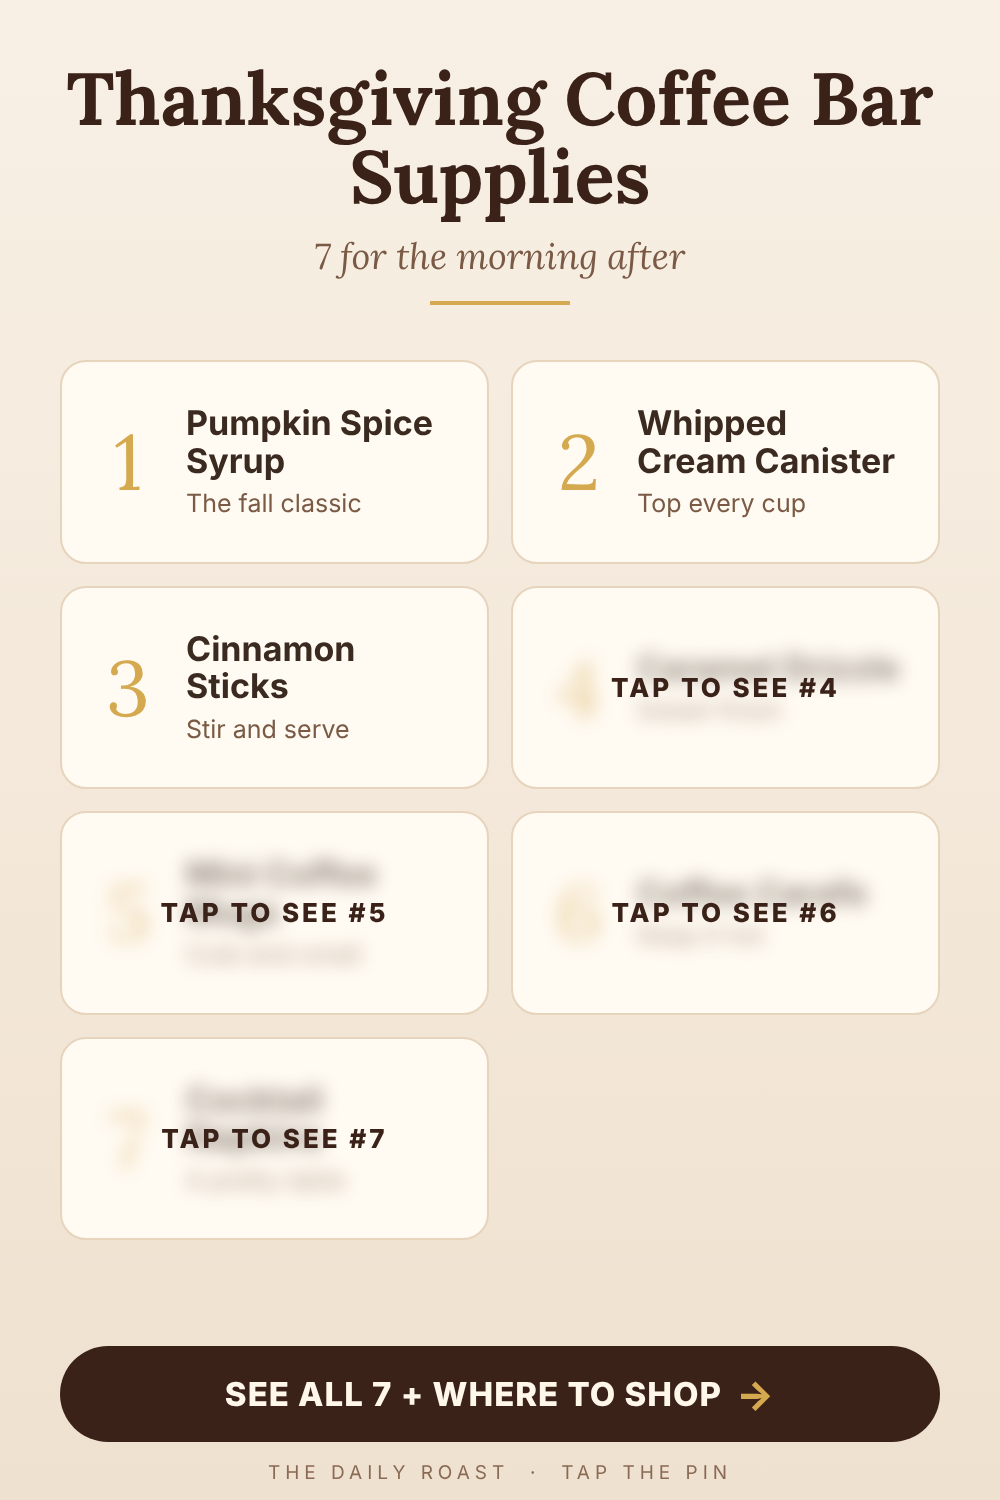 Thanksgiving Coffee Bar
Supplies
7 for the morning after
1
Pumpkin Spice
Syrup
The fall classic
2
Whipped
Cream Canister
Top every cup
3
Cinnamon
Sticks
Stir and serve
TAP TO SEE #4
TAP TO SEE #5
TAP TO SEE #6
TAP TO SEE #7
SEE ALL 7 + WHERE TO SHOP →
THE DAILY ROAST · TAP THE PIN